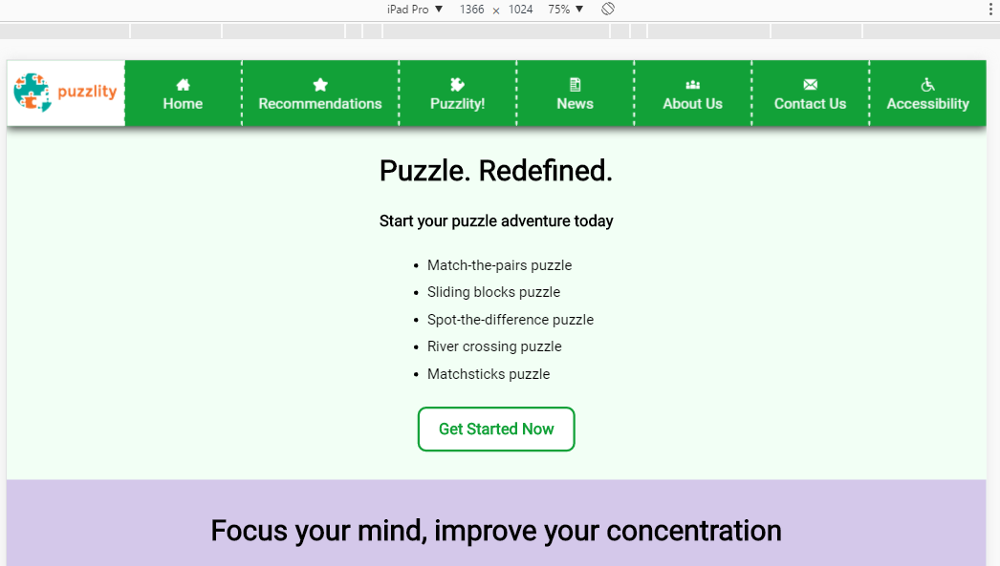 iPad Pro ▼ 1366 × 1024 75% ▼
puzzlity
Home
Recommendations
Puzzlity!
News
About Us
Contact Us
Accessibility
Puzzle. Redefined.
Start your puzzle adventure today
• Match-the-pairs puzzle
• Sliding blocks puzzle
• Spot-the-difference puzzle
• River crossing puzzle
• Matchsticks puzzle
Get Started Now
Focus your mind, improve your concentration